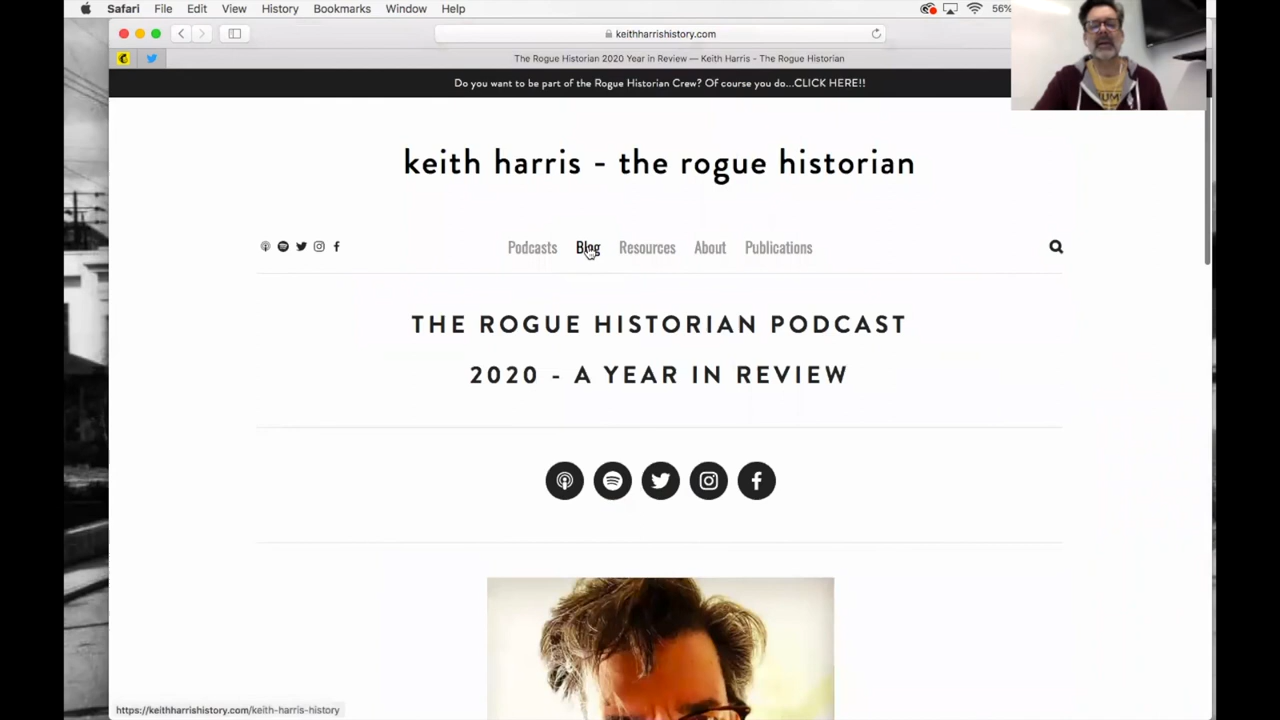 Safari File Edit View History Bookmarks Window Help 56%
keithharrishistory.com
The Rogue Historian 2020 Year in Review — Keith Harris - The Rogue Historian
Do you want to be part of the Rogue Historian Crew? Of course you do...CLICK HERE!!
keith harris - the rogue historian
Podcasts Blog Resources About Publications
THE ROGUE HISTORIAN PODCAST
2020 - A YEAR IN REVIEW
https://keithharrishistory.com/keith-harris-history